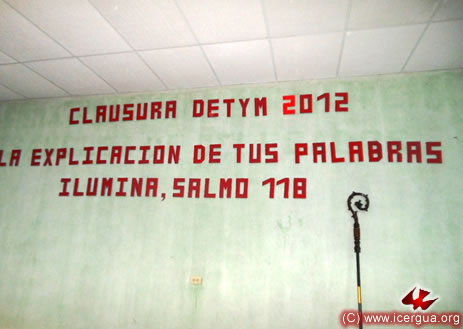 CLAUSURA DETYM 2012
LA EXPLICACION DE TUS PALABRAS
ILUMINA, SALMO 118
(C) www.icergua.org